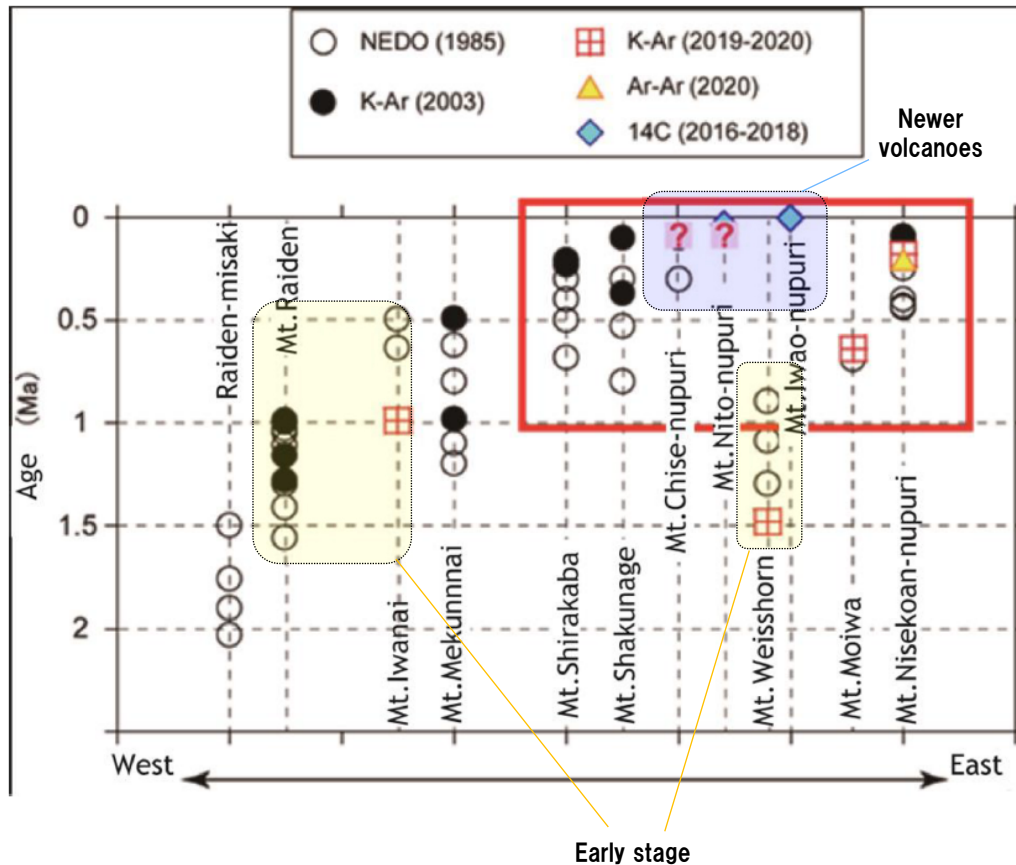 NEDO (1985)
K-Ar (2003)
K-Ar (2019-2020)
Ar-Ar (2020)
14C (2016-2018)
Newer
volcanoes
0
0.5
1
1.5
2
Age (Ma)
Raiden-misaki
Mt.Raiden
Mt.Iwanai
Mt.Mekunnnai
Mt.Shirakaba
Mt.Shakunage
Mt.Chise-nupuri
Mt.Nito-nupuri
Mt.Weisshorn
Mt.Iwao-nupuri
Mt.Moiwa
Mt.Nisekoan-nupuri
?
?
West
East
Early stage